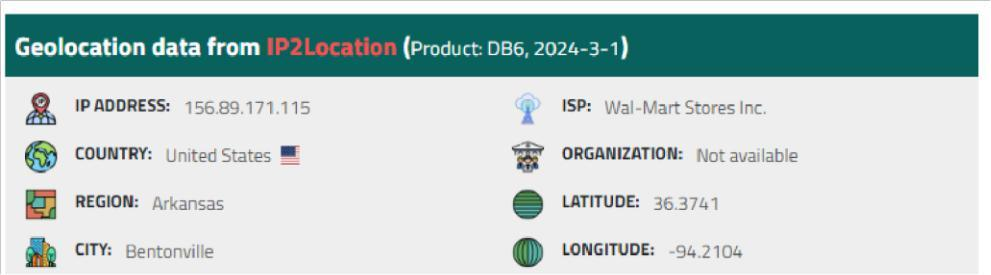 Geolocation data from IP2Location (Product: DB6, 2024-3-1)
IP ADDRESS: 156.89.171.115
ISP: Wal-Mart Stores Inc.
COUNTRY: United States
ORGANIZATION: Not available
REGION: Arkansas
LATITUDE: 36.3741
CITY: Bentonville
LONGITUDE: -94.2104